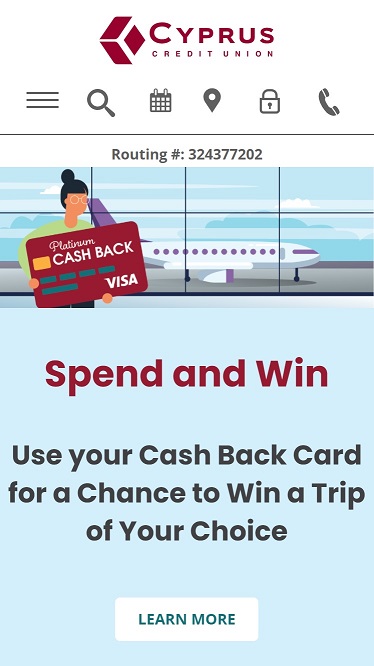 CYPRUS
CREDIT UNION
Routing #: 324377202
Platinum
CASH BACK
VISA
Spend and Win
Use your Cash Back Card
for a Chance to Win a Trip
of Your Choice
LEARN MORE